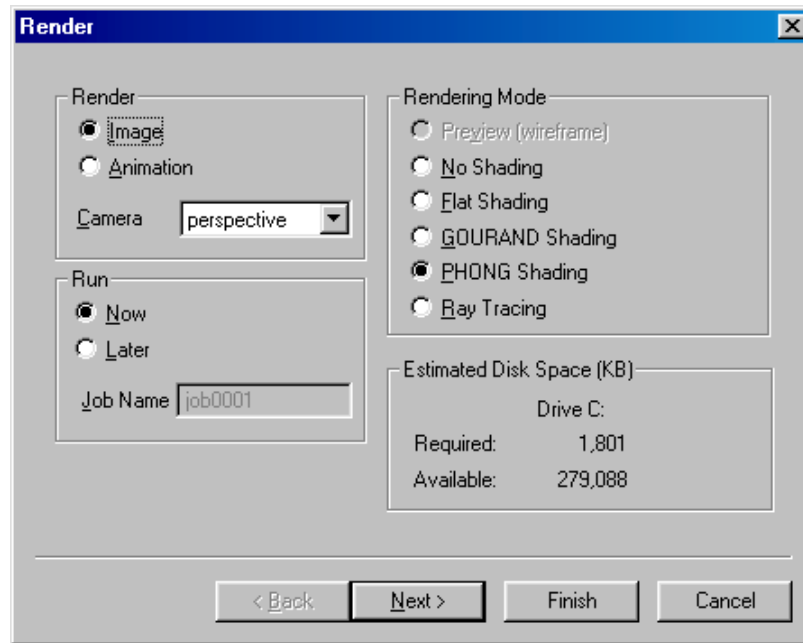 Render
Render
Image
Animation
Camera perspective
Run
Now
Later
Job Name job0001
Rendering Mode
Preview (wireframe)
No Shading
Flat Shading
GOURAND Shading
PHONG Shading
Ray Tracing
Estimated Disk Space (KB)
Drive C:
Required: 1,801
Available: 279,088
< Back Next > Finish Cancel